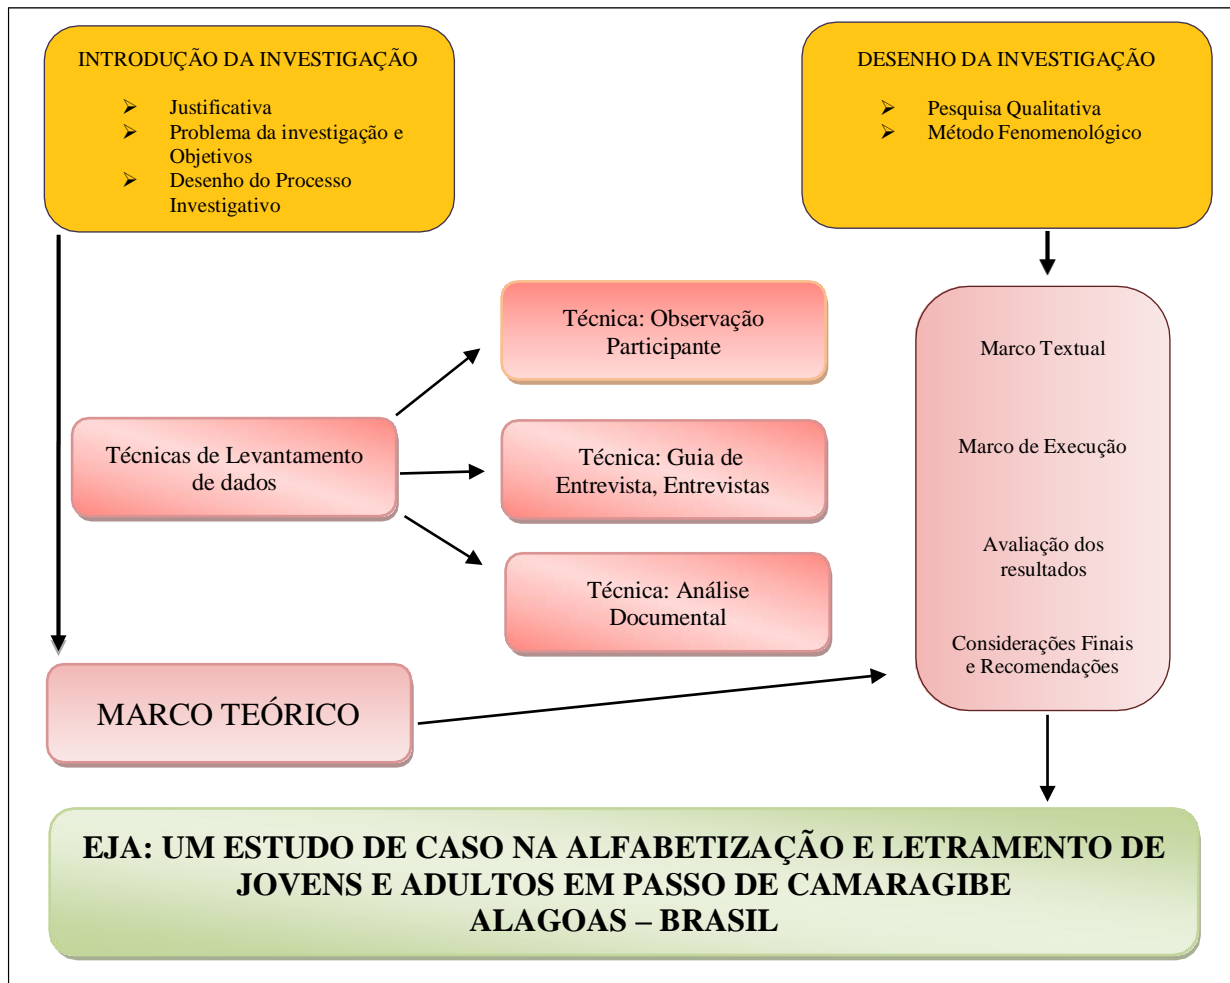 INTRODUÇÃO DA INVESTIGAÇÃO
➢ Justificativa
➢ Problema da investigação e
Objetivos
➢ Desenho do Processo
Investigativo
DESENHO DA INVESTIGAÇÃO
➢ Pesquisa Qualitativa
➢ Método Fenomenológico
Técnica: Observação
Participante
Técnicas de Levantamento
de dados
Técnica: Guia de
Entrevista, Entrevistas
Técnica: Análise
Documental
Marco Textual
Marco de Execução
Avaliação dos
resultados
Considerações Finais
e Recomendações
MARCO TEÓRICO
EJA: UM ESTUDO DE CASO NA ALFABETIZAÇÃO E LETRAMENTO DE
JOVENS E ADULTOS EM PASSO DE CAMARAGIBE
ALAGOAS – BRASIL